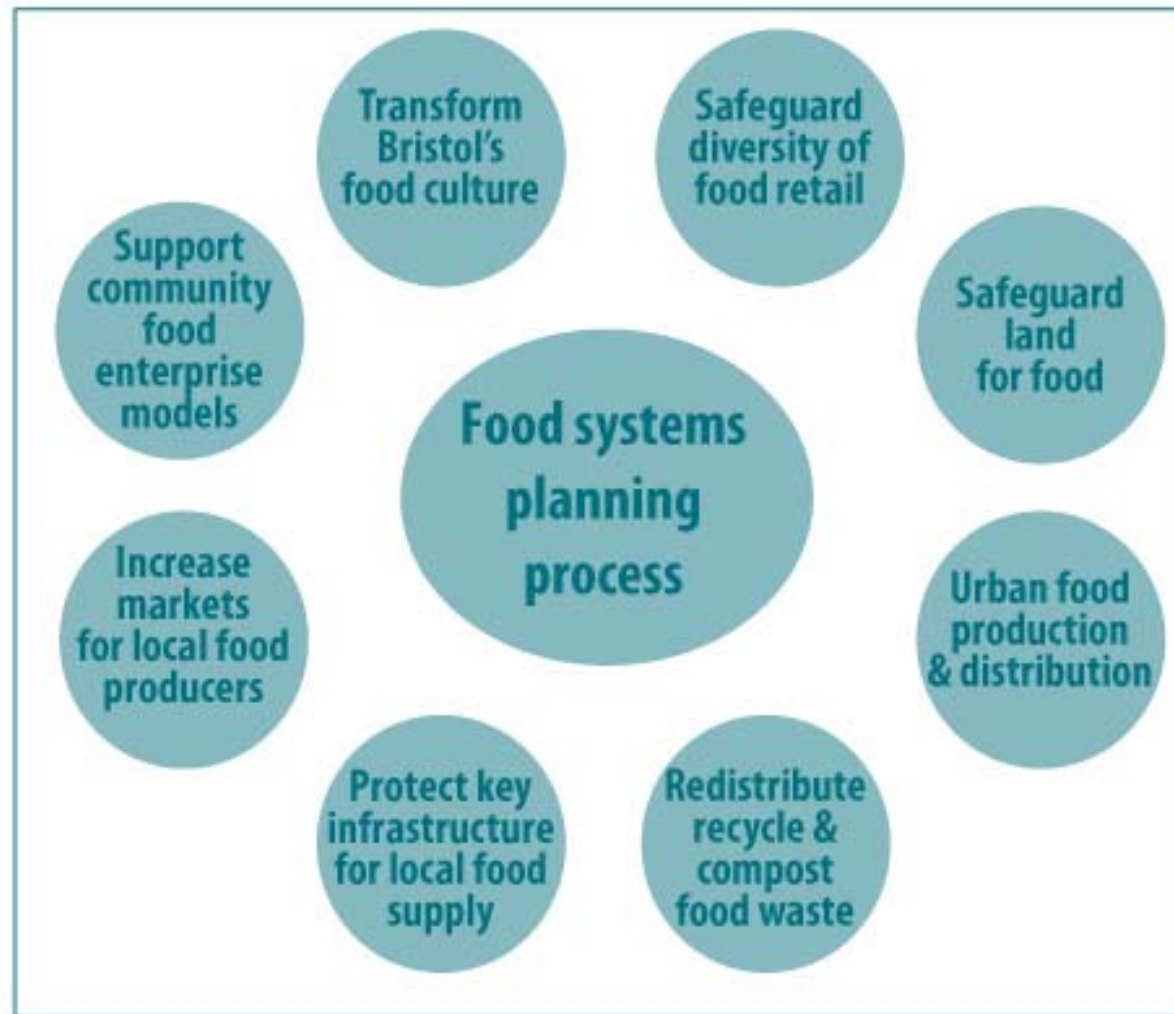 Transform
Bristol's
food culture
Safeguard
diversity of
food retail
Support
community
food
enterprise
models
Safeguard
land
for food
Food systems
planning
process
Increase
markets
for local food
producers
Urban food
production
& distribution
Protect key
infrastructure
for local food
supply
Redistribute
recycle &
compost
food waste